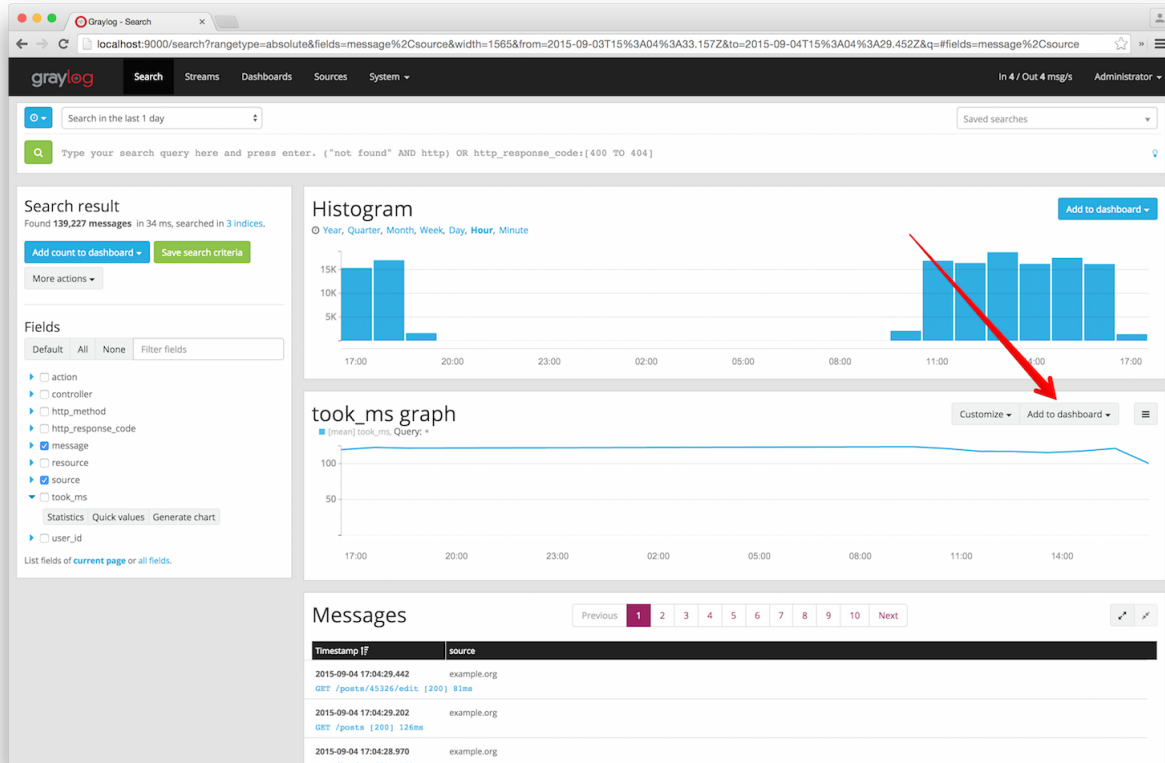 Graylog - Search
localhost:9000/search?rangetype=absolute&fields=message%2Csource&width=1565&from=2015-09-03T15%3A04%3A33.157Z&to=2015-09-04T15%3A04%3A29.452Z&q=#fields=message%2Csource
graylog Search Streams Dashboards Sources System In 4 / Out 4 msg/s Administrator
Search in the last 1 day Saved searches
Type your search query here and press enter. ("not found" AND http) OR http_response_code:[400 TO 404]
Search result
Found 139,227 messages in 34 ms, searched in 3 indices.
Add count to dashboard Save search criteria
More actions
Fields
Default All None Filter fields
action
controller
http_method
http_response_code
message
resource
source
took_ms
Statistics Quick values Generate chart
user_id
List fields of current page or all fields.
Histogram Add to dashboard
Year, Quarter, Month, Week, Day, Hour, Minute
15K
10K
5K
17:00 20:00 23:00 02:00 05:00 08:00 11:00 14:00 17:00
took_ms graph Customize Add to dashboard
[mean] took_ms, Query: *
100
50
17:00 20:00 23:00 02:00 05:00 08:00 11:00 14:00
Messages Previous 1 2 3 4 5 6 7 8 9 10 Next
Timestamp source
2015-09-04 17:04:29.442 example.org
GET /posts/45326/edit [200] 81ms
2015-09-04 17:04:29.202 example.org
GET /posts [200] 126ms
2015-09-04 17:04:28.970 example.org